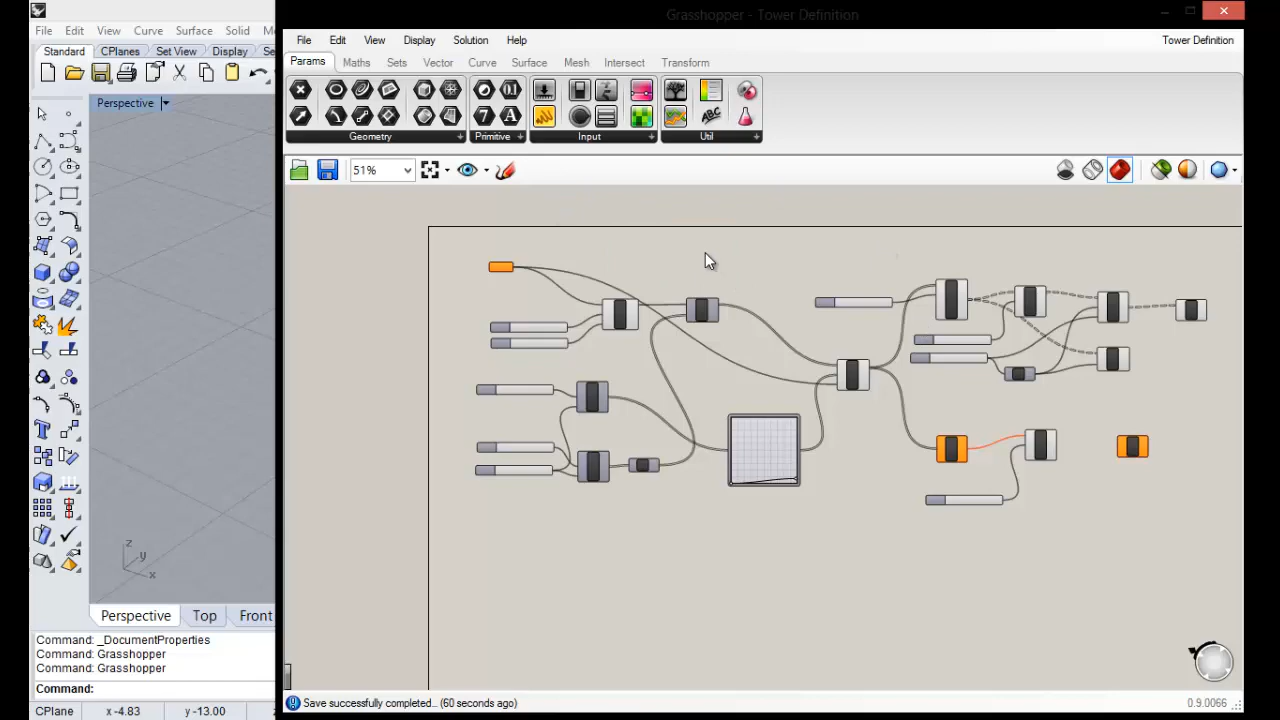 Grasshopper - Tower Definition
File Edit View Curve Surface Solid
File Edit View Display Solution Help
Tower Definition
Standard CPlanes Set View Display
Params Maths Sets Vector Curve Surface Mesh Intersect Transform
Geometry
Primitive
Input
Util
Perspective
51%
z
y
x
Perspective Top Front
Command: _DocumentProperties
Command: Grasshopper
Command: Grasshopper
Command:
CPlane x -4.83 y -13.00
Save successfully completed... (60 seconds ago)
0.9.0066